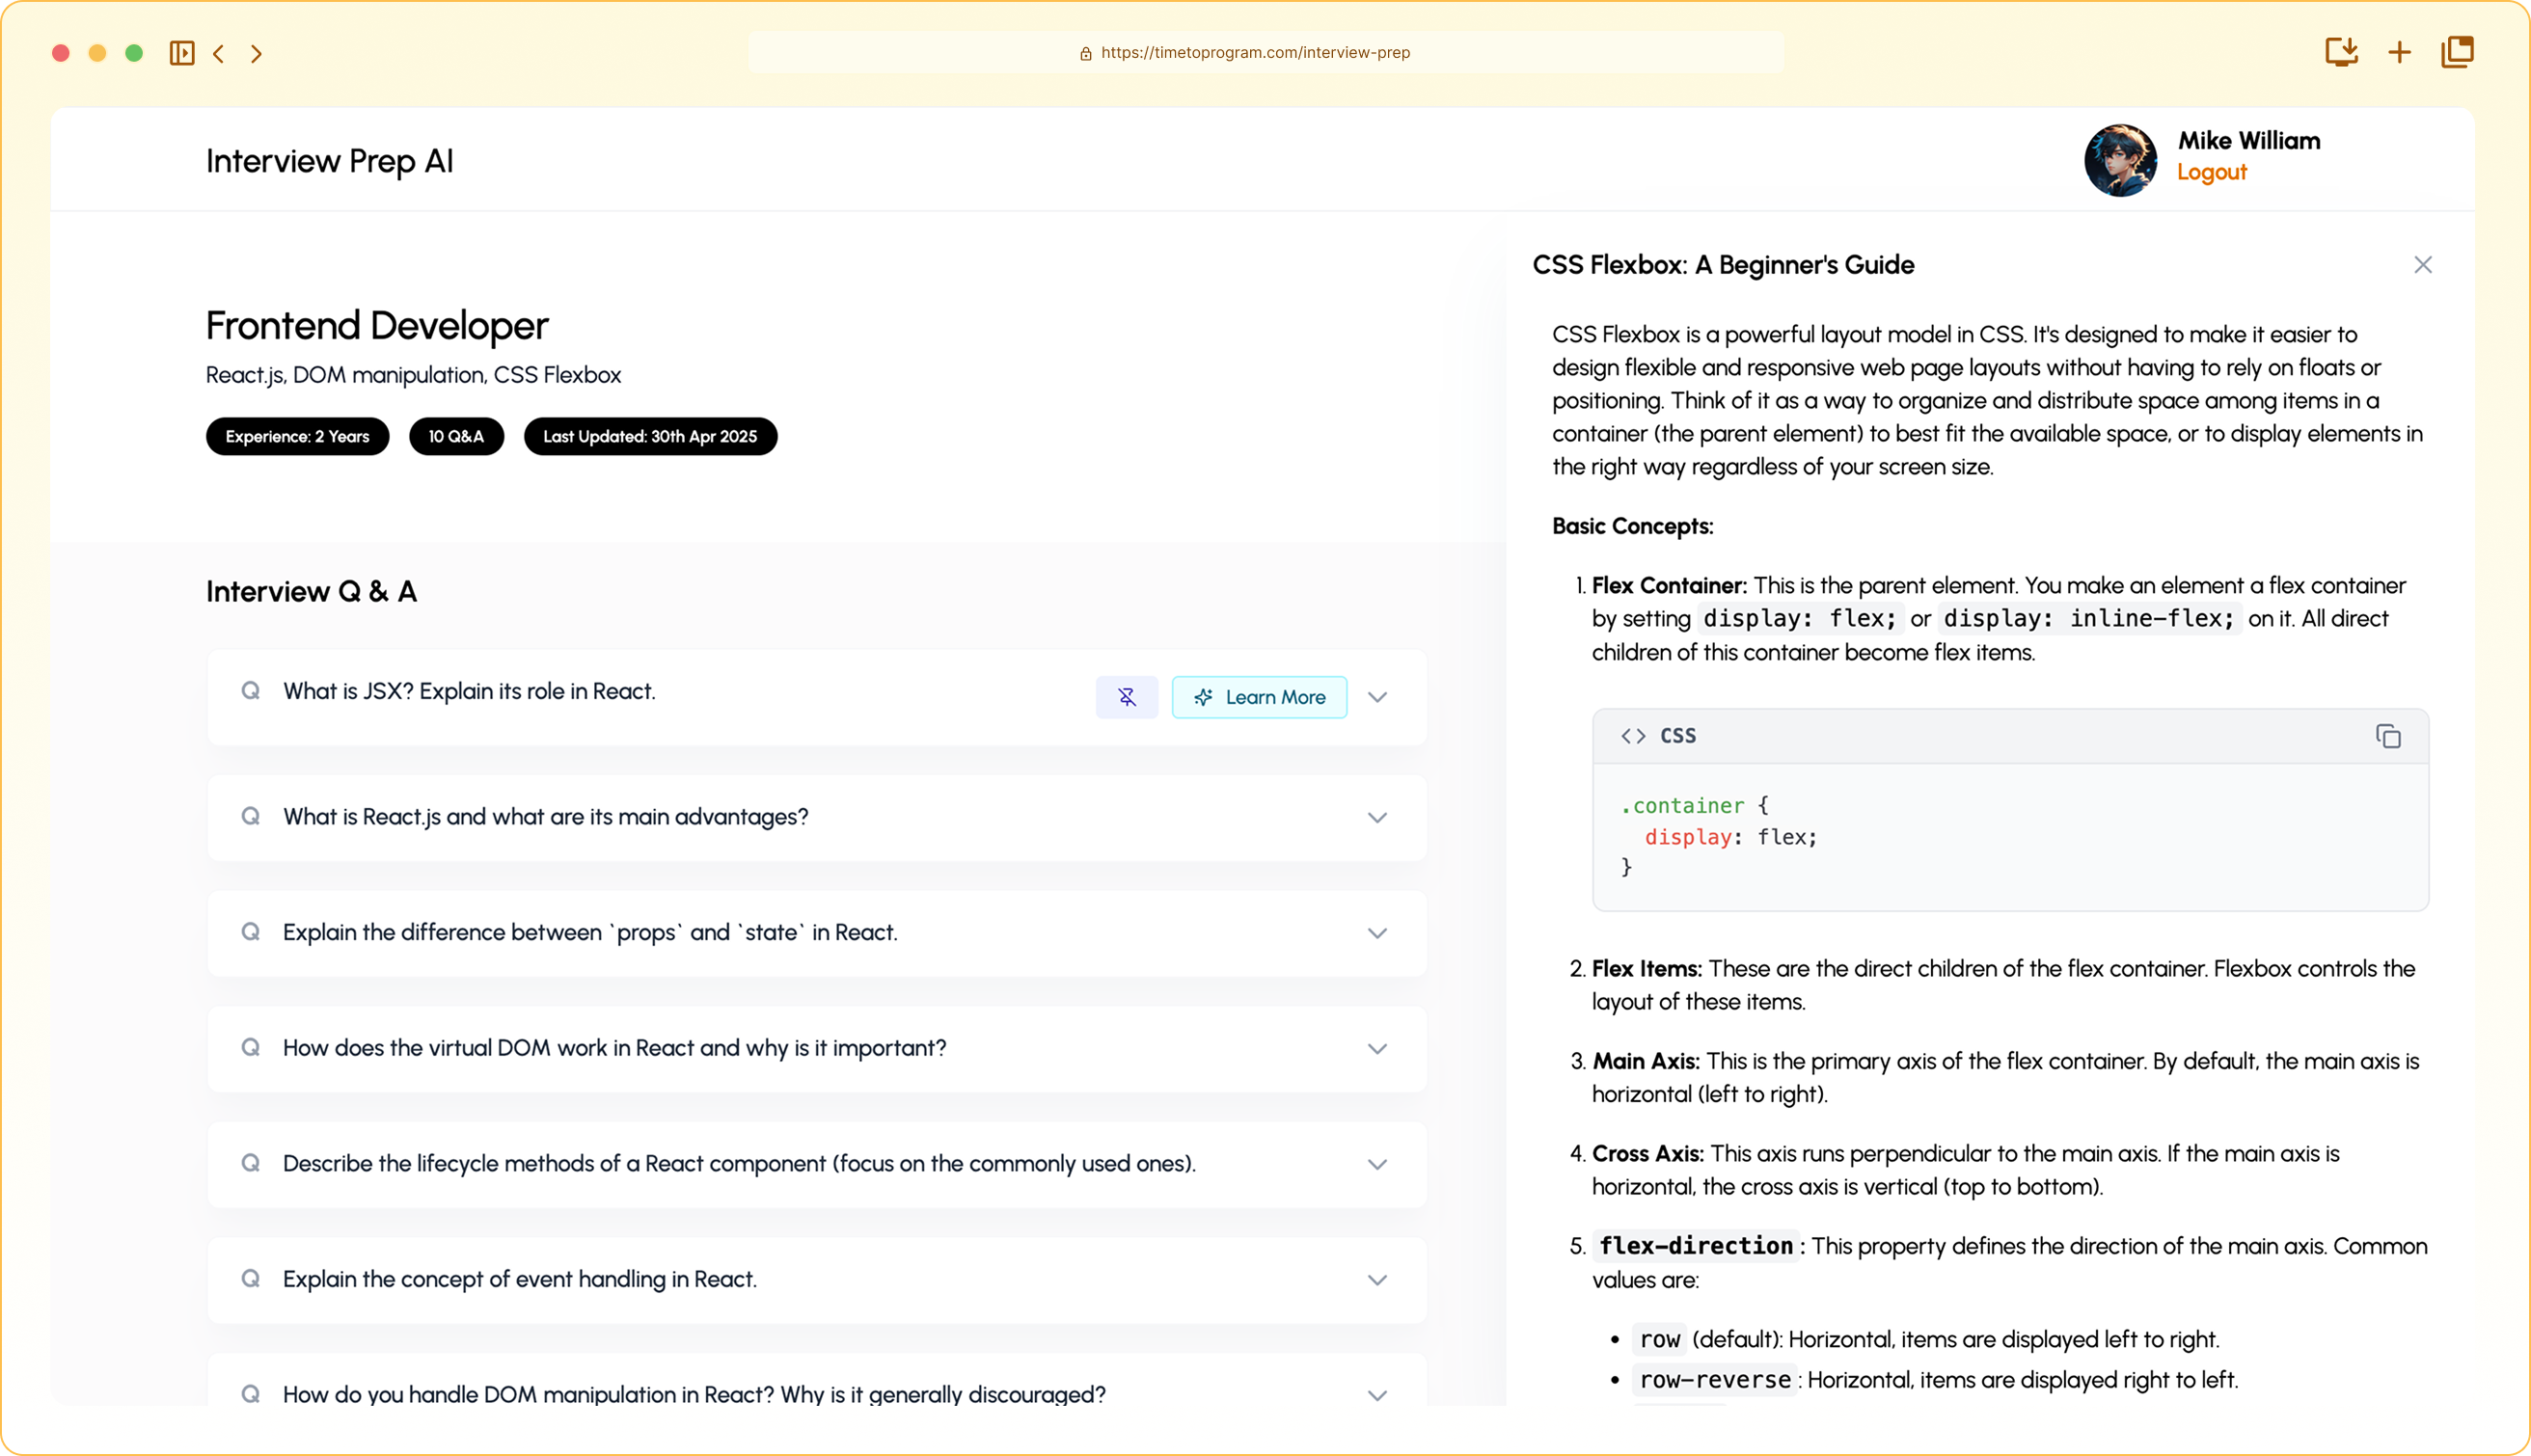 https://timetoprogram.com/interview-prep
Interview Prep AI
Mike William
Logout
Frontend Developer
React.js, DOM manipulation, CSS Flexbox
Experience: 2 Years
10 Q&A
Last Updated: 30th Apr 2025
Interview Q & A
Q What is JSX? Explain its role in React.
Learn More
Q What is React.js and what are its main advantages?
Q Explain the difference between `props` and `state` in React.
Q How does the virtual DOM work in React and why is it important?
Q Describe the lifecycle methods of a React component (focus on the commonly used ones).
Q Explain the concept of event handling in React.
Q How do you handle DOM manipulation in React? Why is it generally discouraged?
CSS Flexbox: A Beginner's Guide
CSS Flexbox is a powerful layout model in CSS. It's designed to make it easier to
design flexible and responsive web page layouts without having to rely on floats or
positioning. Think of it as a way to organize and distribute space among items in a
container (the parent element) to best fit the available space, or to display elements in
the right way regardless of your screen size.
Basic Concepts:
1. Flex Container: This is the parent element. You make an element a flex container
by setting display: flex; or display: inline-flex; on it. All direct
children of this container become flex items.
<> CSS
.container {
  display: flex;
}
2. Flex Items: These are the direct children of the flex container. Flexbox controls the
layout of these items.
3. Main Axis: This is the primary axis of the flex container. By default, the main axis is
horizontal (left to right).
4. Cross Axis: This axis runs perpendicular to the main axis. If the main axis is
horizontal, the cross axis is vertical (top to bottom).
5. flex-direction: This property defines the direction of the main axis. Common
values are:
• row (default): Horizontal, items are displayed left to right.
• row-reverse: Horizontal, items are displayed right to left.